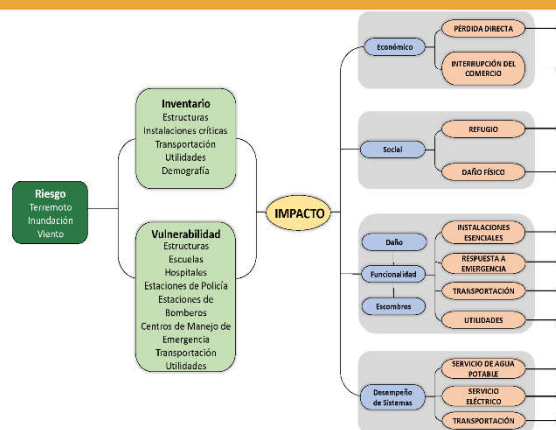 Riesgo
Terremoto
Inundación
Viento
Inventario
Estructuras
Instalaciones críticas
Transportación
Utilidades
Demografía
Vulnerabilidad
Estructuras
Escuelas
Hospitales
Estaciones de Policía
Estaciones de
Bomberos
Centros de Manejo de
Emergencia
Transportación
Utilidades
IMPACTO
Económico
PÉRDIDA DIRECTA
INTERRUPCIÓN DEL
COMERCIO
Social
REFUGIO
DAÑO FÍSICO
Daño
Funcionalidad
Escombros
INSTALACIONES
ESENCIALES
RESPUESTA A
EMERGENCIA
TRANSPORTACIÓN
UTILIDADES
Desempeño
de Sistemas
SERVICIO DE AGUA
POTABLE
SERVICIO
ELÉCTRICO
TRANSPORTACIÓN